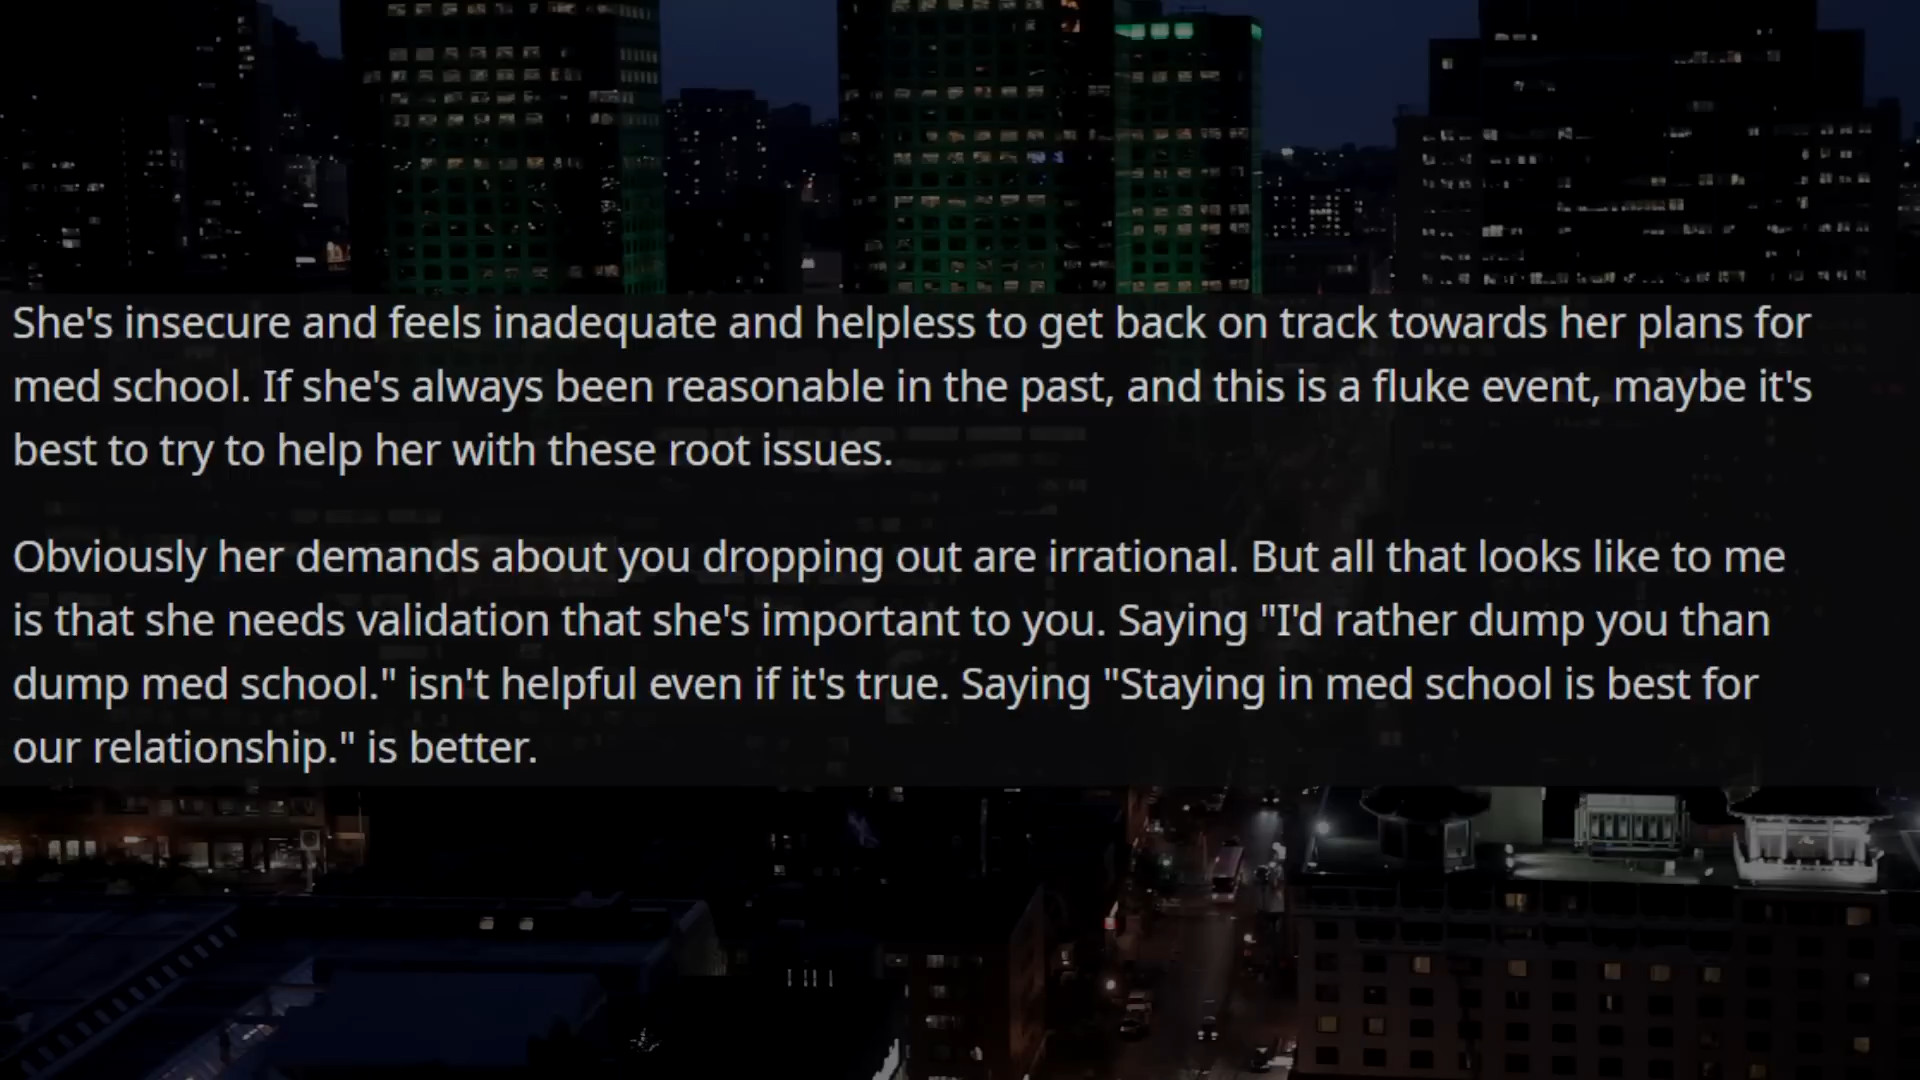 She's insecure and feels inadequate and helpless to get back on track towards her plans for
med school. If she's always been reasonable in the past, and this is a fluke event, maybe it's
best to try to help her with these root issues.
Obviously her demands about you dropping out are irrational. But all that looks like to me
is that she needs validation that she's important to you. Saying "I'd rather dump you than
dump med school." isn't helpful even if it's true. Saying "Staying in med school is best for
our relationship." is better.